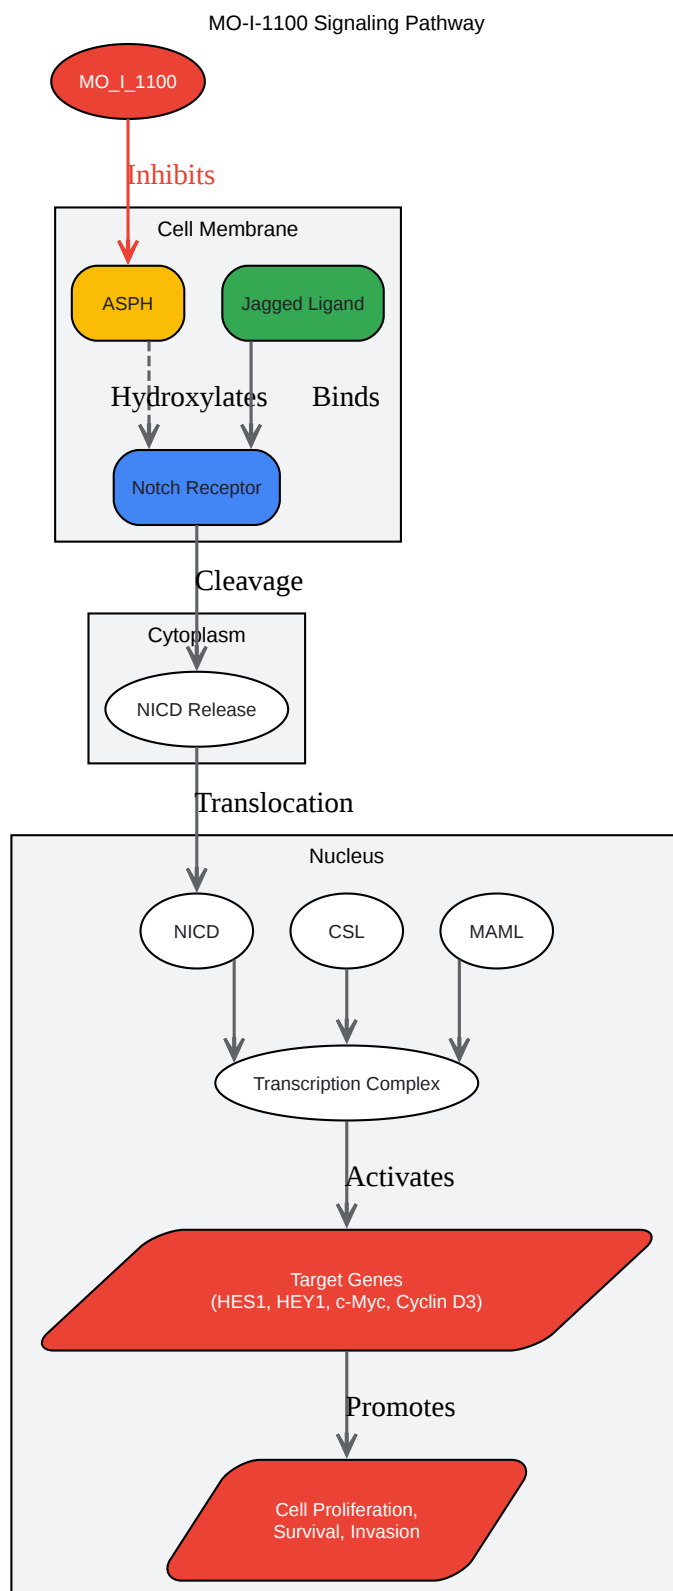 MO-I-1100 Signaling Pathway
MO_I_1100
Inhibits
Cell Membrane
ASPH
Jagged Ligand
Hydroxylates
Binds
Notch Receptor
Cleavage
Cytoplasm
NICD Release
Translocation
Nucleus
NICD
CSL
MAML
Transcription Complex
Activates
Target Genes
(HES1, HEY1, c-Myc, Cyclin D3)
Promotes
Cell Proliferation,
Survival, Invasion